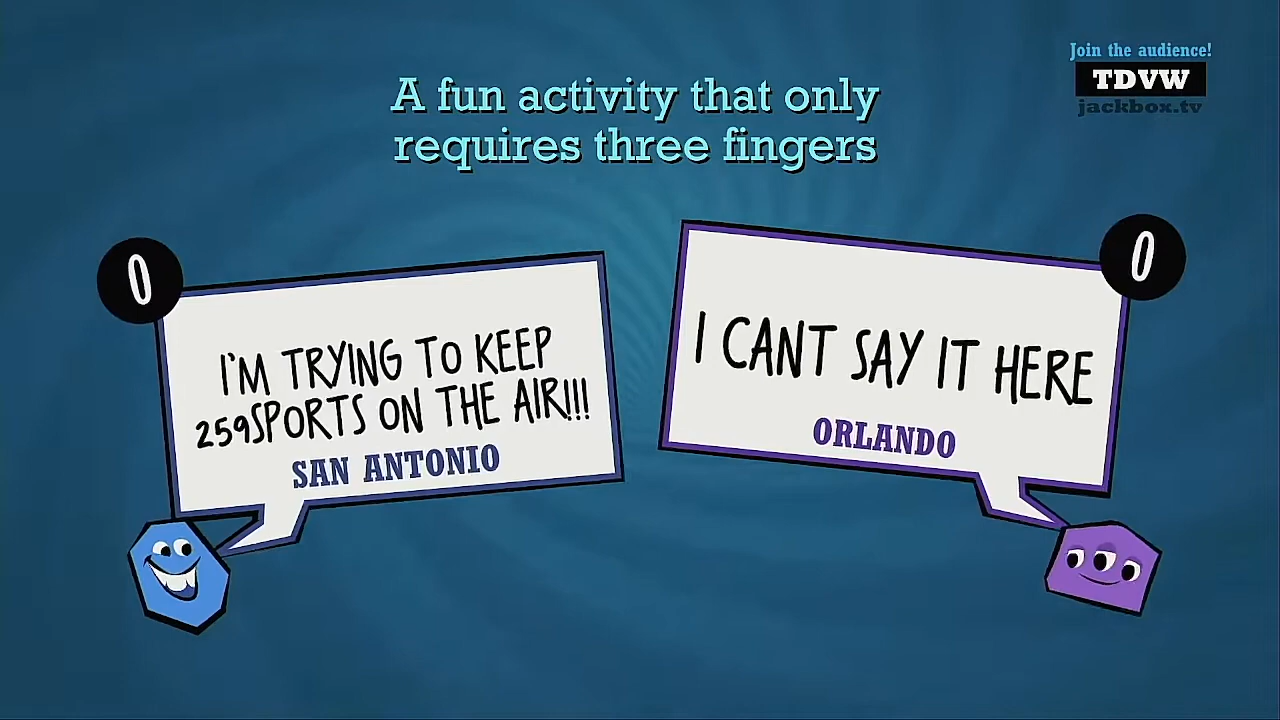 Join the audience!
TDVW
jackbox.tv
A fun activity that only
requires three fingers
0
I'M TRYING TO KEEP
259SPORTS ON THE AIR!!!
SAN ANTONIO
0
I CANT SAY IT HERE
ORLANDO